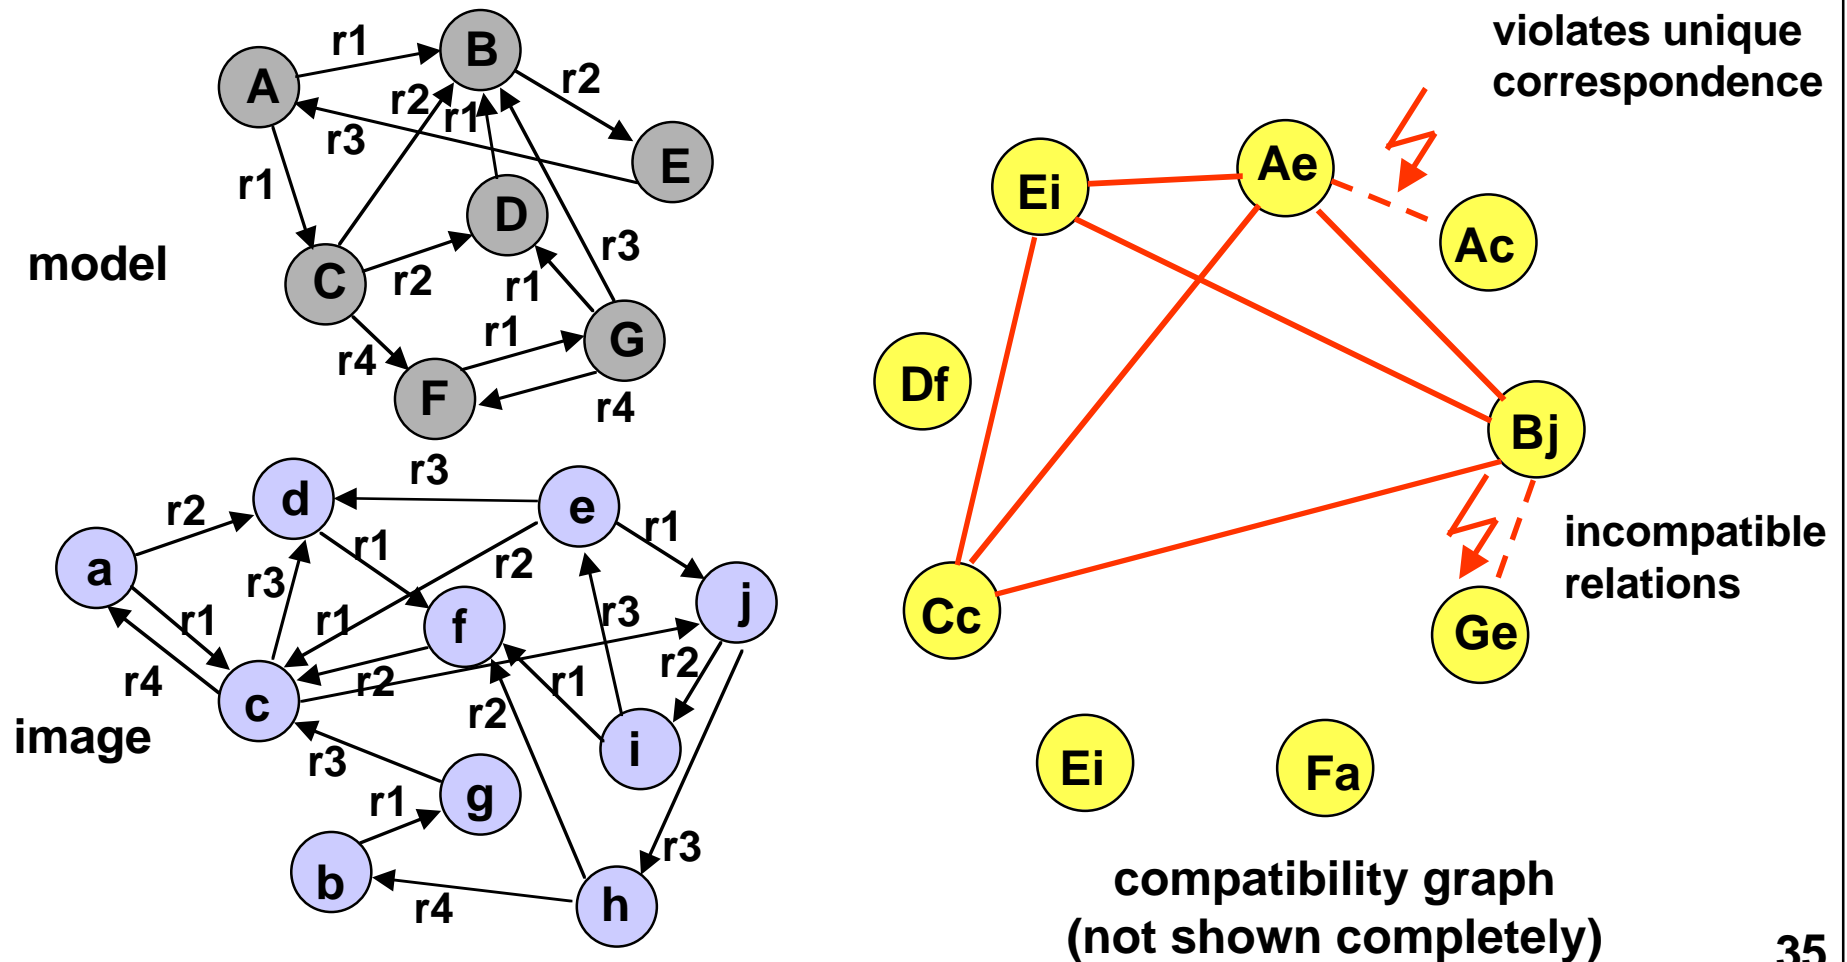 r1
B
A
r2
r2
r1
r3
E
r1
D
r3
model
C
r2
r1
r1
G
r4
F
r4
r3
d
e
r2
r1
r1
a
r2
r3
j
r1
f
r3
r1
r4
r2
r1
r2
c
r2
i
image
r3
g
r1
r3
b
r4
h
violates unique
correspondence
Ae
Ei
Ac
Df
Bj
incompatible
relations
Cc
Ge
Ei
Fa
compatibility graph
(not shown completely)
35